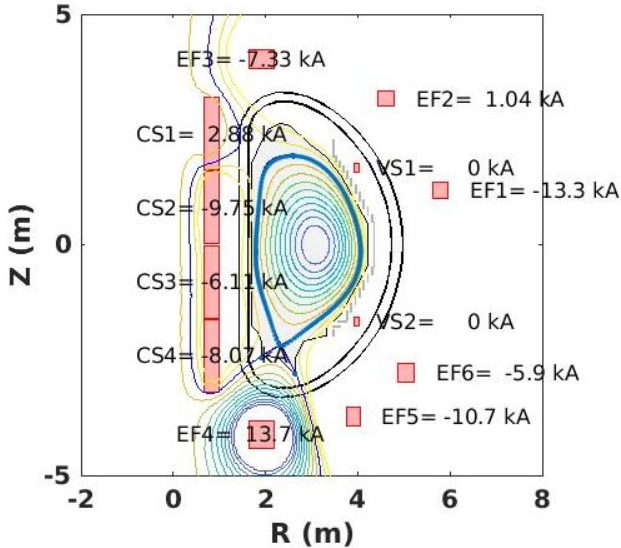 5
EF3= -7.33 kA
EF2= 1.04 kA
CS1= 2.88 kA
VS1= 0 kA
EF1= -13.3 kA
CS2= -9.75 kA
0
Z (m)
CS3= -6.11 kA
VS2= 0 kA
CS4= -8.07 kA
EF6= -5.9 kA
EF5= -10.7 kA
EF4= 13.7 kA
-5
-2 0 2 4 6 8
R (m)